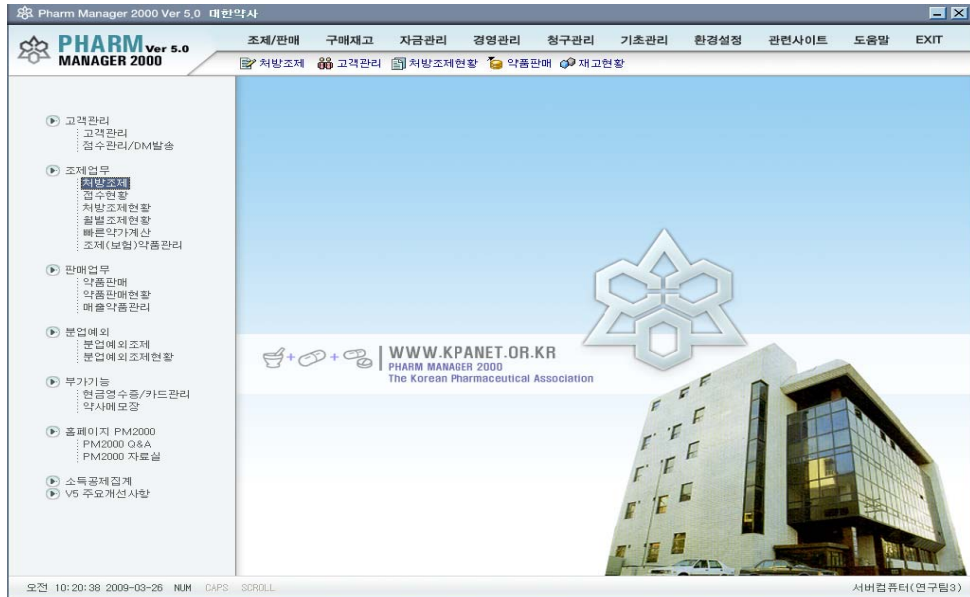 Pharm Manager 2000 Ver 5.0 대한약사
PHARM Ver 5.0
MANAGER 2000
조제/판매 구매재고 자금관리 경영관리 청구관리 기초관리 환경설정 관련사이트 도움말 EXIT
처방조제 고객관리 처방조제현황 약품판매 재고현황
고객관리
고객관리
점수관리/DM발송
조제업무
처방조제
접수현황
처방조제현황
월별조제현황
빠른약가계산
조제(보험)약품관리
판매업무
약품판매
약품판매현황
매출약품관리
분업예외
분업예외조제
분업예외조제현황
부가기능
현금영수증/카드관리
약사메모장
홈페이지 PM2000
PM2000 Q&A
PM2000 자료실
소득공제집계
V5 주요개선사항
WWW.KPANET.OR.KR
PHARM MANAGER 2000
The Korean Pharmaceutical Association
오전 10:20:38 2009-03-26 NUM CAPS SCROLL 서버컴퓨터(연구팀3)